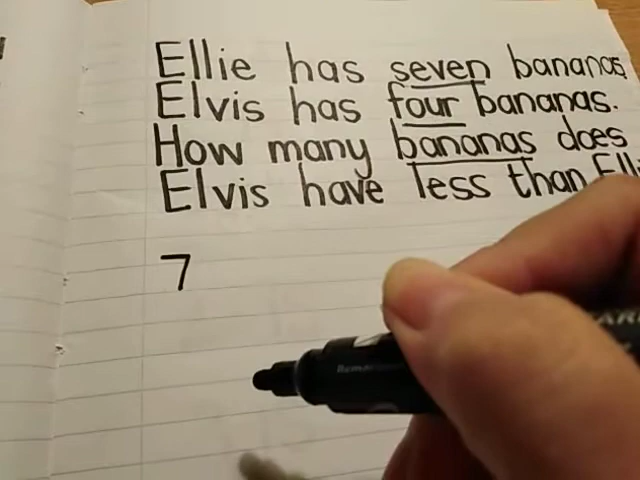 Ellie has seven bananas
Elvis has four bananas.
How many bananas does
Elvis have less than
7